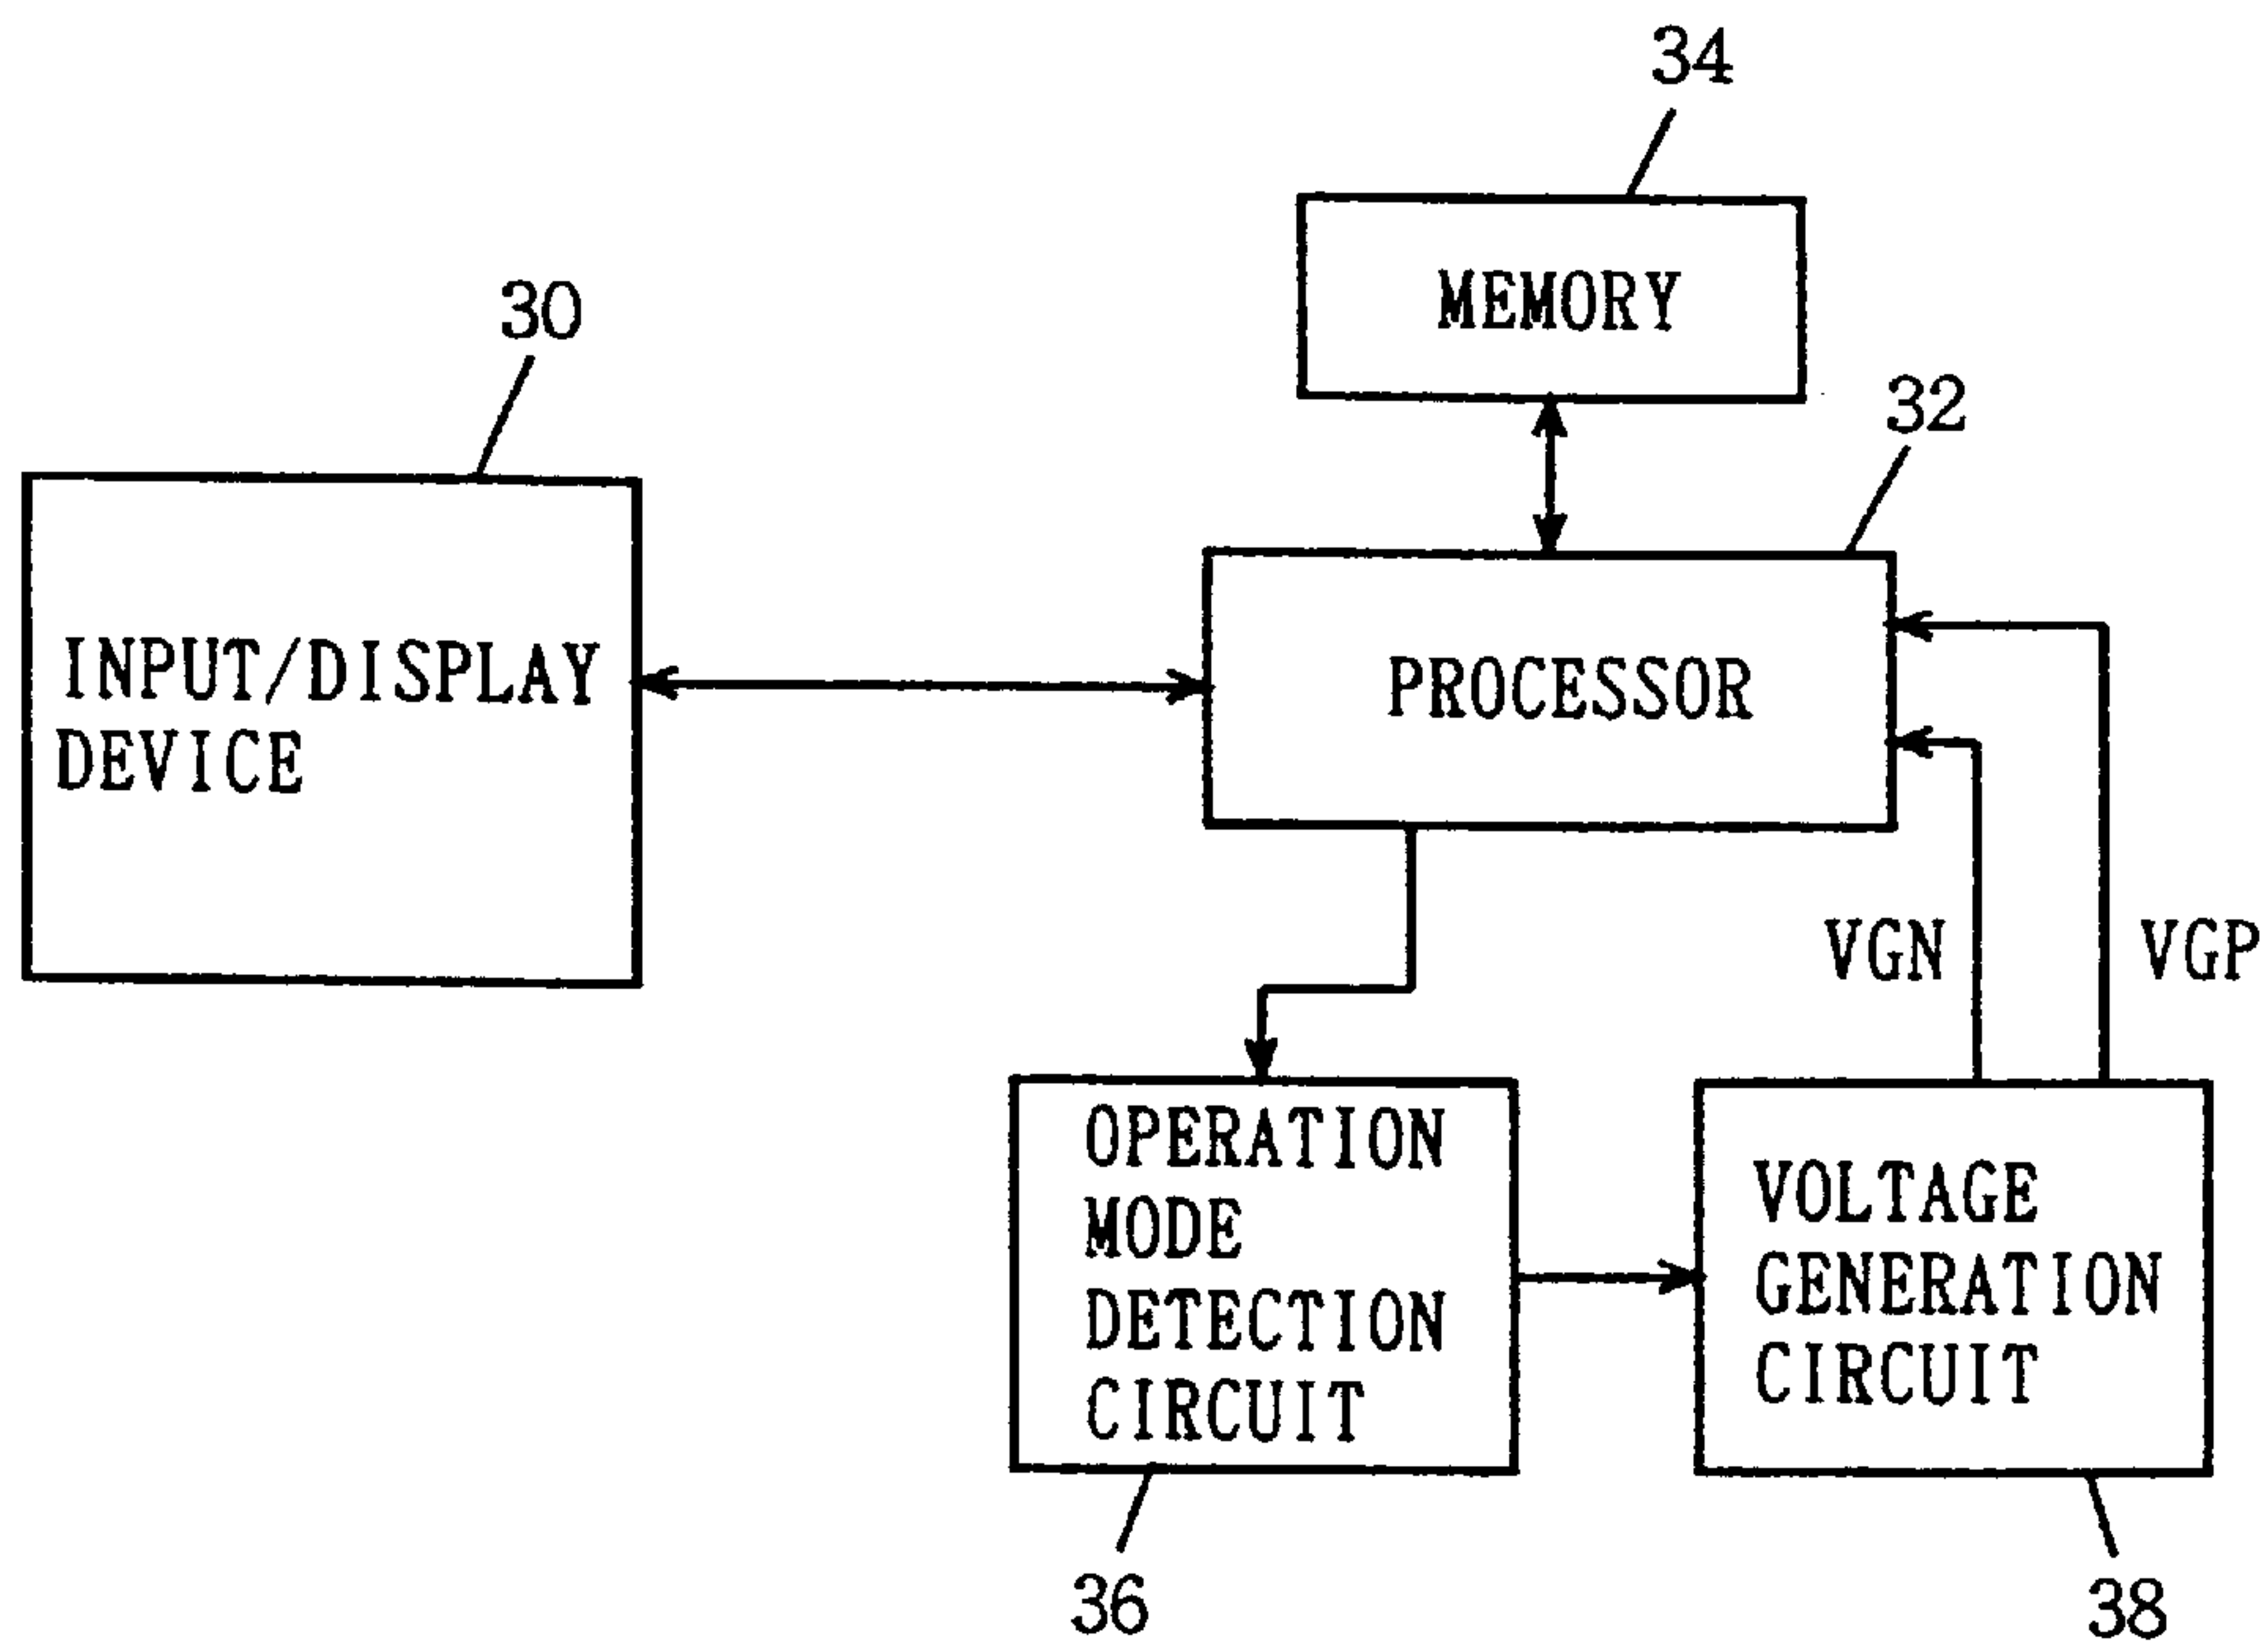 34
MEMORY
30
32
INPUT/DISPLAY
DEVICE
PROCESSOR
VGN
VGP
OPERATION
MODE
DETECTION
CIRCUIT
VOLTAGE
GENERATION
CIRCUIT
36
38